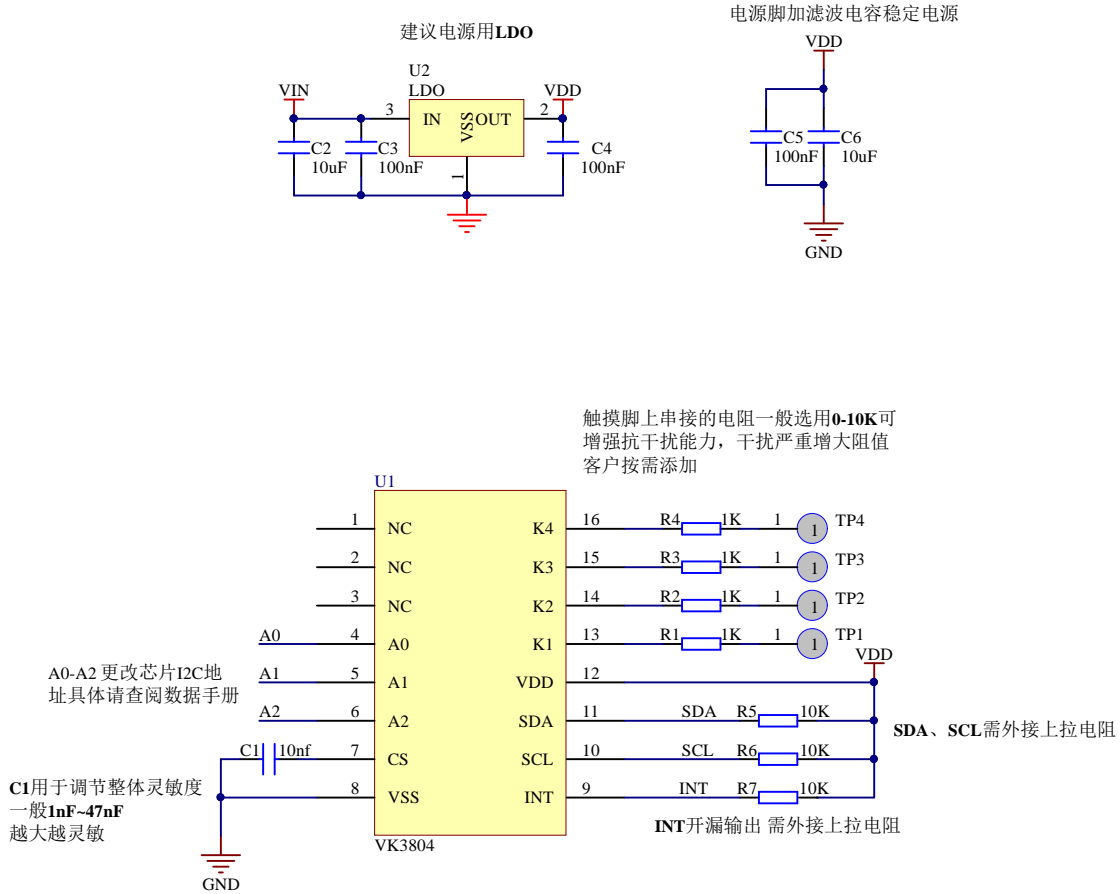 电源脚加滤波电容稳定电源
建议电源用LDO
VDD
U2
LDO
VIN
VDD
3
IN
VSS
OUT
2
1
C2
10uF
C3
100nF
C4
100nF
C5
100nF
C6
10uF
GND
触摸脚上串接的电阻一般选用0-10K可
增强抗干扰能力，干扰严重增大阻值
客户按需添加
U1
1
NC
K4
16
R4
1K
1
1
TP4
2
NC
K3
15
R3
1K
1
1
TP3
3
NC
K2
14
R2
1K
1
1
TP2
A0
4
A0
K1
13
R1
1K
1
1
TP1
VDD
A0-A2 更改芯片I2C地
址具体请查阅数据手册
A1
5
A1
VDD
12
A2
6
A2
SDA
11
SDA
R5
10K
SDA、SCL需外接上拉电阻
C1
10nf
7
CS
SCL
10
SCL
R6
10K
C1用于调节整体灵敏度
一般1nF~47nF
越大越灵敏
8
VSS
INT
9
INT
R7
10K
INT开漏输出 需外接上拉电阻
VK3804
GND